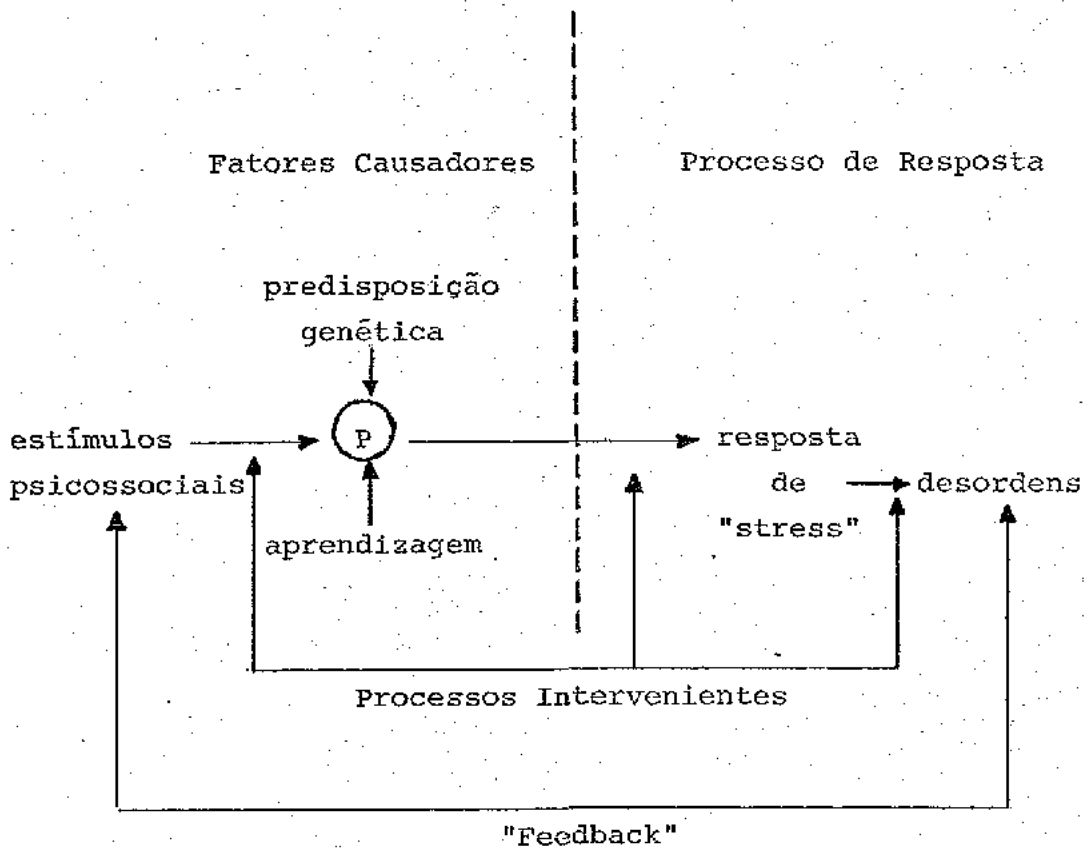 Fatores Causadores
Processo de Resposta
predisposição
genética
estímulos
psicossociais
P
aprendizagem
resposta
de
"stress"
desordens
Processos Intervenientes
"Feedback"